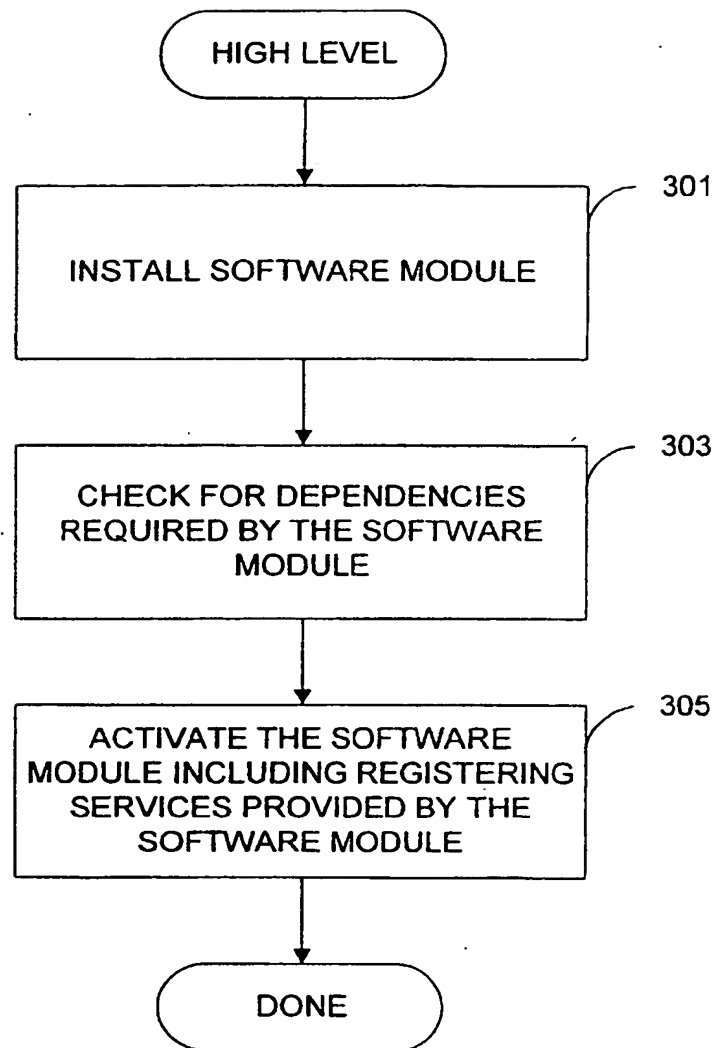 HIGH LEVEL
301
INSTALL SOFTWARE MODULE
303
CHECK FOR DEPENDENCIES
REQUIRED BY THE SOFTWARE
MODULE
305
ACTIVATE THE SOFTWARE
MODULE INCLUDING REGISTERING
SERVICES PROVIDED BY THE
SOFTWARE MODULE
DONE